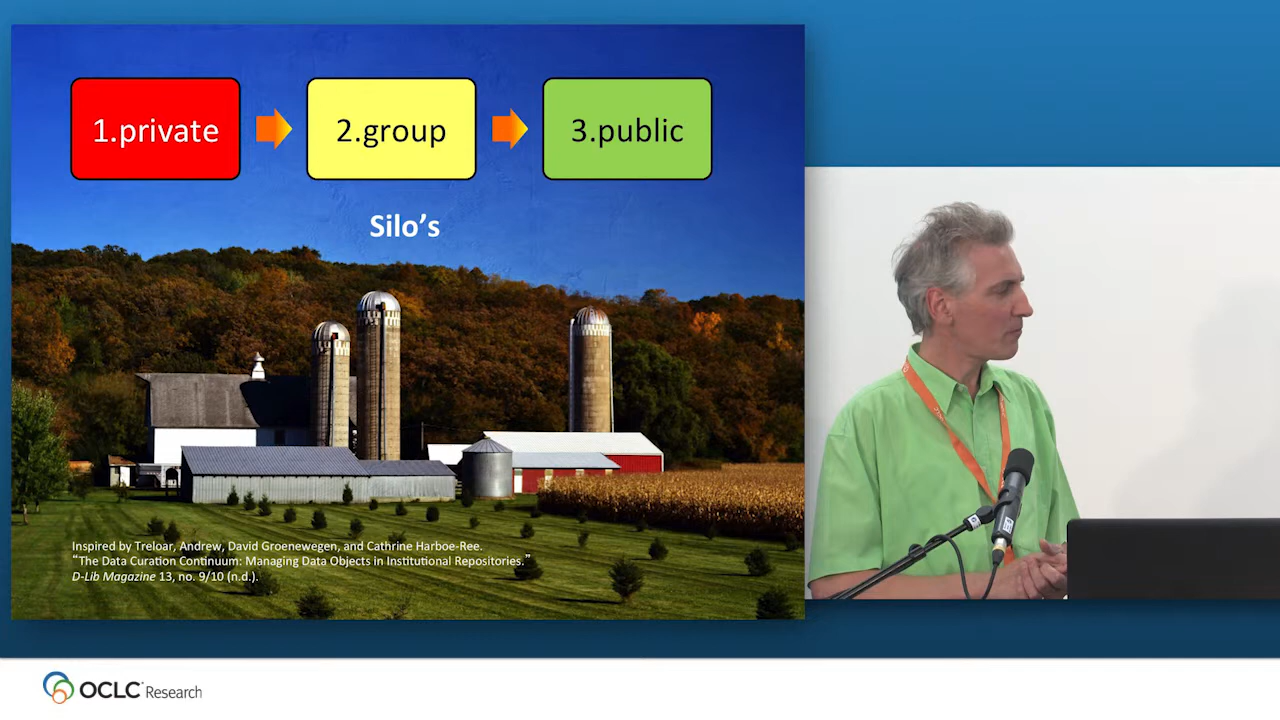 1.private
2.group
3.public
Silo’s
Inspired by Treloar, Andrew, David Groenewegen, and Cathrine Harboe-Ree.
“The Data Curation Continuum: Managing Data Objects in Institutional Repositories.”
D-Lib Magazine 13, no. 9/10 (n.d.).
OCLC Research